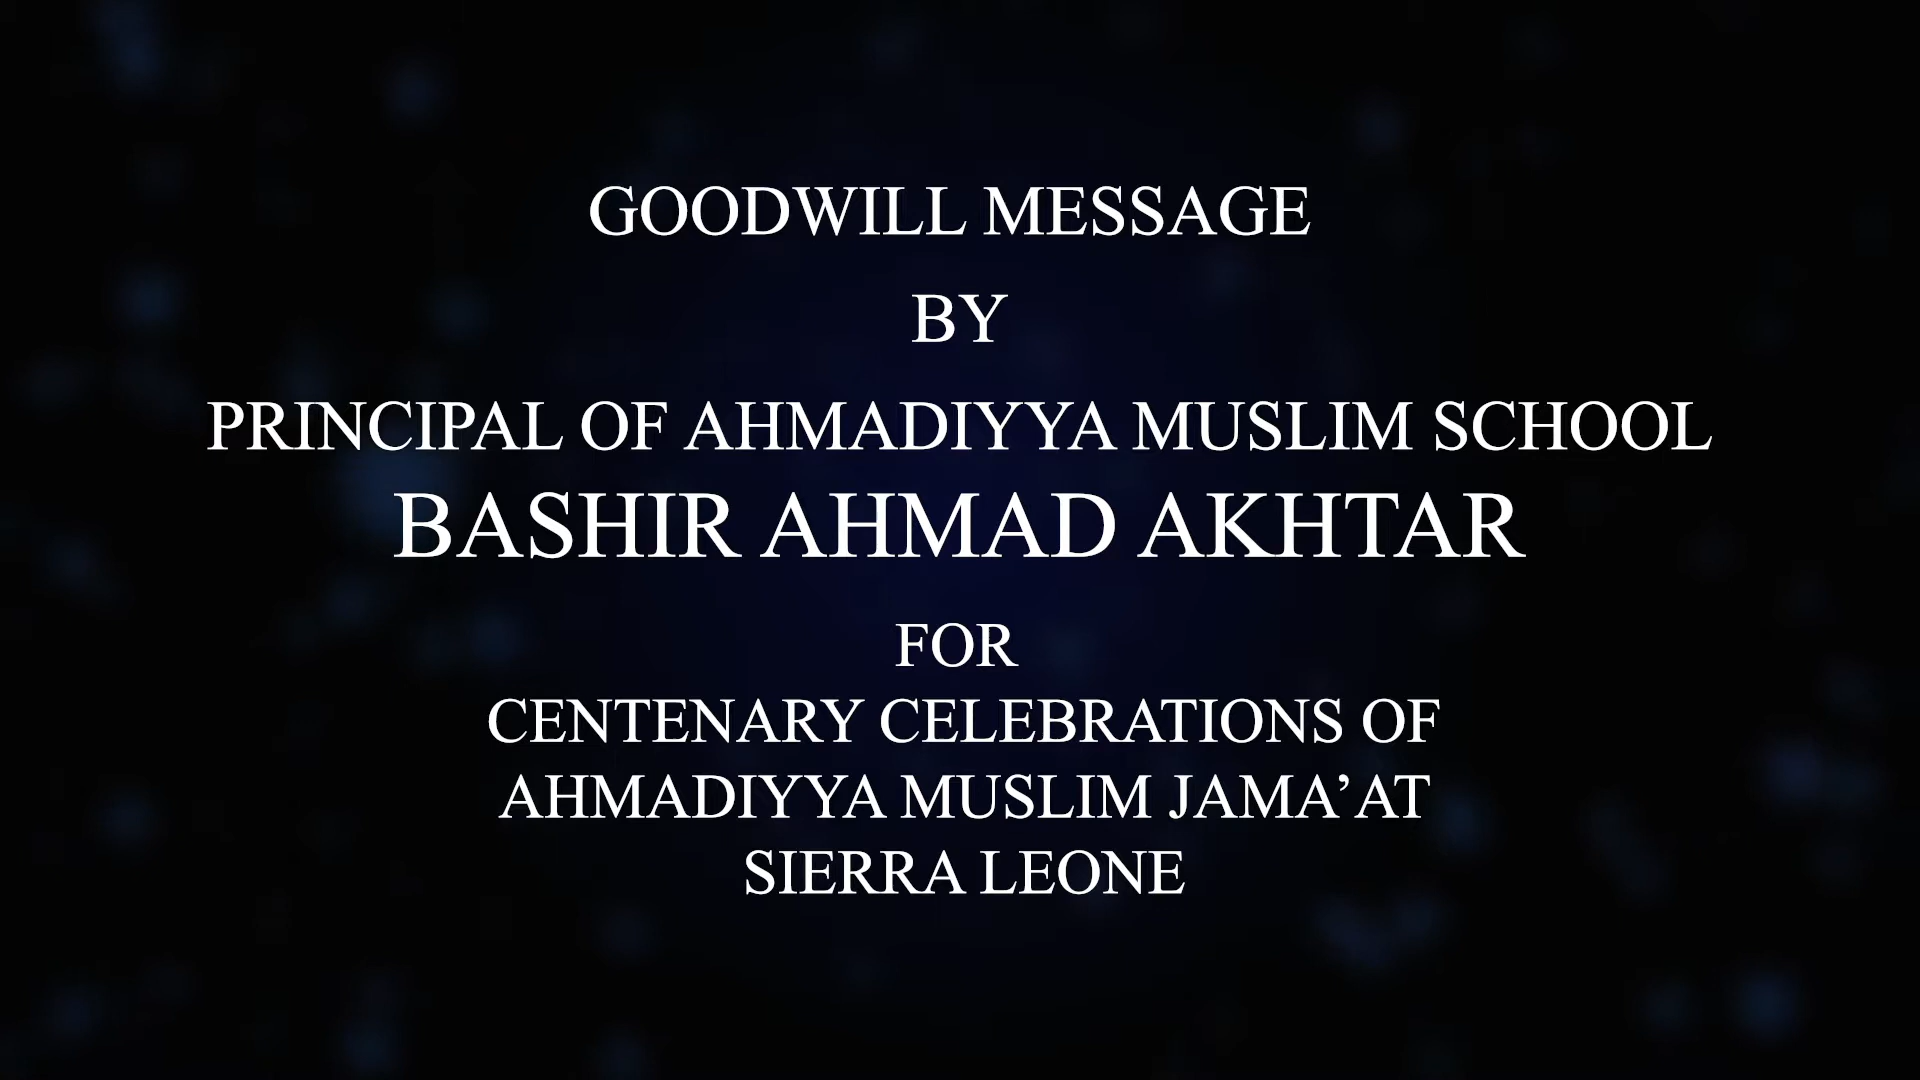 GOODWILL MESSAGE
BY
PRINCIPAL OF AHMADIYYA MUSLIM SCHOOL
BASHIR AHMAD AKHTAR
FOR
CENTENARY CELEBRATIONS OF
AHMADIYYA MUSLIM JAMA’AT
SIERRA LEONE